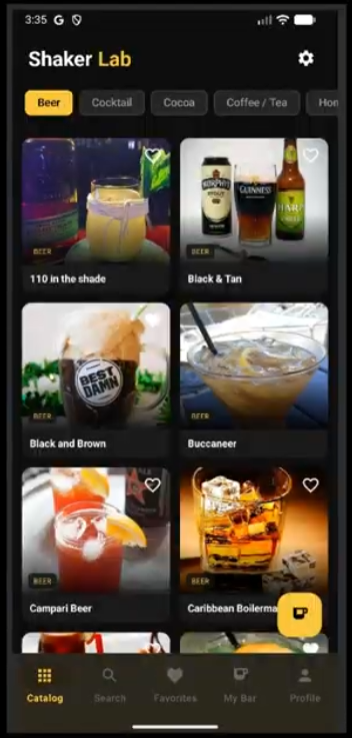 3:35 G
Shaker Lab
Beer Cocktail Cocoa Coffee / Tea Hon
BEER
110 in the shade
MURPHY'S
STOUT
GUINNESS
HARP
BEER
Black & Tan
BEST
DAMN
BEER
Black and Brown
BEER
Buccaneer
BEER
Campari Beer
BEER
Caribbean Boilerma
Catalog Search Favorites My Bar Profile